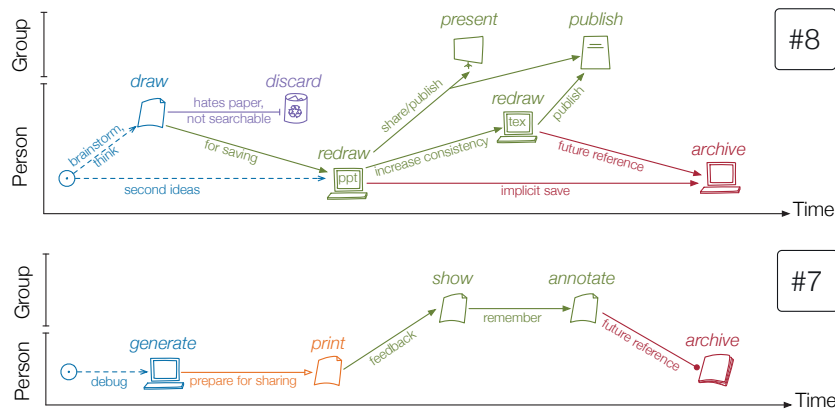 Group
Person
#8
present
publish
draw
discard
hates paper,
not searchable
brainstorm,
think
for saving
second ideas
redraw
ppt
share/publish
increase consistency
redraw
tex
publish
future reference
implicit save
archive
Time
Group
Person
#7
show
annotate
remember
generate
debug
prepare for sharing
print
feedback
future reference
archive
Time